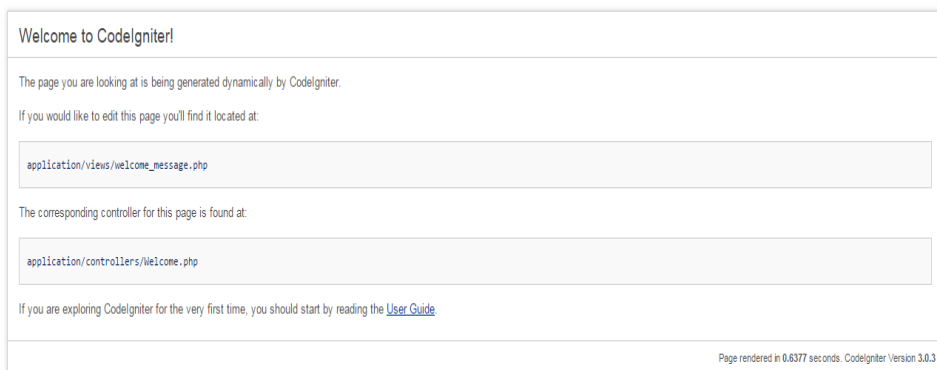 Welcome to CodeIgniter!
The page you are looking at is being generated dynamically by CodeIgniter.
If you would like to edit this page you'll find it located at:
application/views/welcome_message.php
The corresponding controller for this page is found at:
application/controllers/Welcome.php
If you are exploring CodeIgniter for the very first time, you should start by reading the User Guide.
Page rendered in 0.6377 seconds. CodeIgniter Version 3.0.3